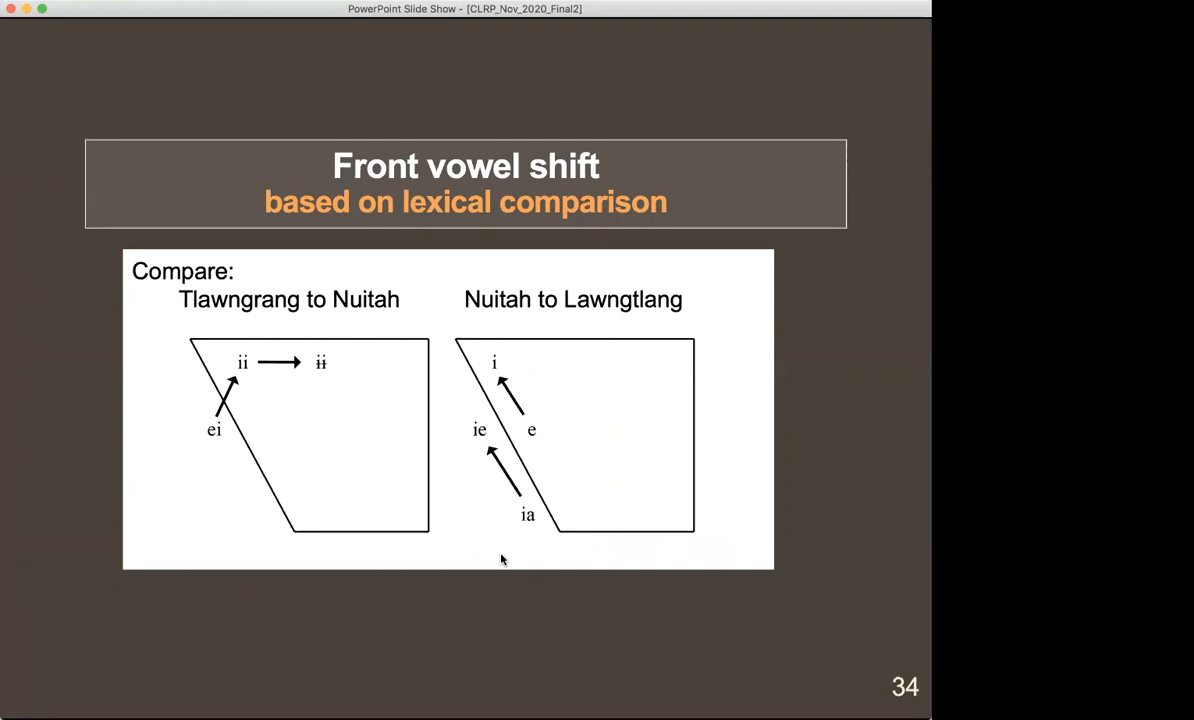 PowerPoint Slide Show - [CLRP_Nov_2020_Final2]
Front vowel shift
based on lexical comparison
Compare:
Tlawngrang to Nuitah
Nuitah to Lawngtlang
ii
ɨɨ
ei
i
ie
e
ia
34